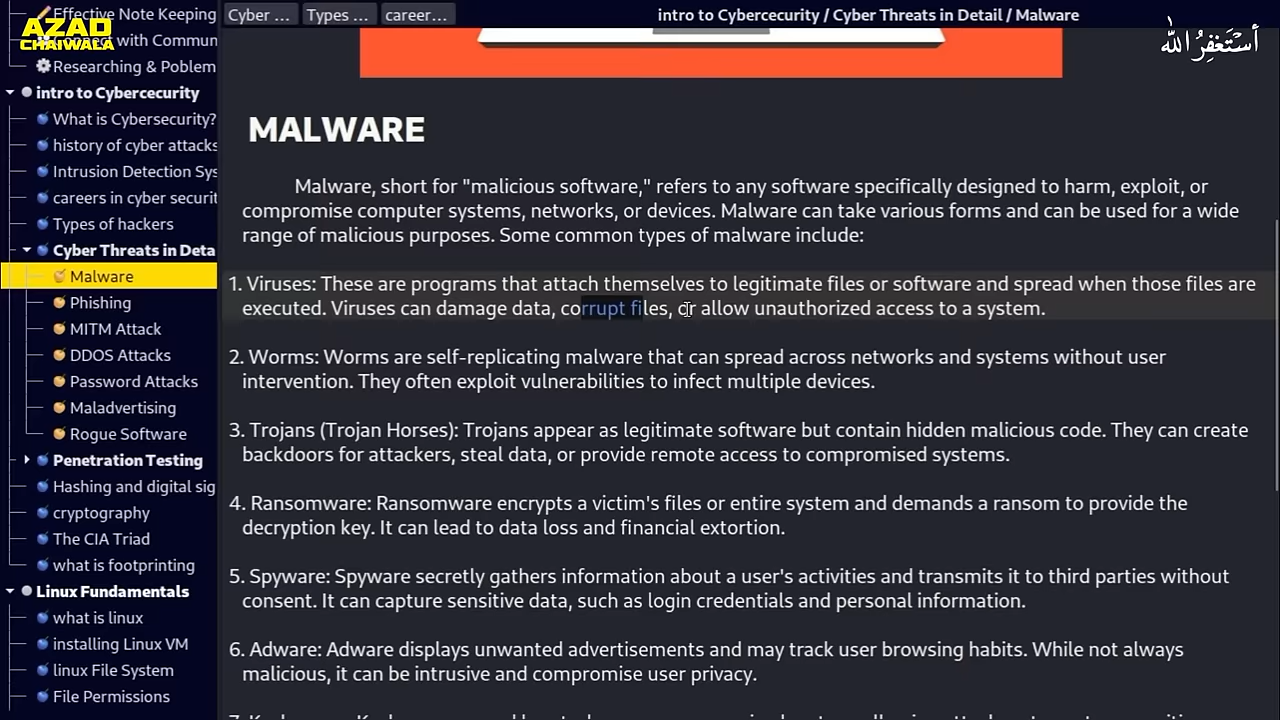 Effective Note Keeping
Connect with Commun
Researching & Poblem
AZAD
CHAIWALA
intro to Cybercecurity
What is Cybersecurity?
history of cyber attacks
Intrusion Detection Sys
careers in cyber securit
Types of hackers
Cyber Threats in Deta
Malware
Phishing
MITM Attack
DDOS Attacks
Password Attacks
Maladvertising
Rogue Software
Penetration Testing
Hashing and digital sig
cryptography
The CIA Triad
what is footprinting
Linux Fundamentals
what is linux
installing Linux VM
linux File System
File Permissions
Cyber ... Types ... career...
intro to Cybercecurity / Cyber Threats in Detail / Malware
أستغفر الله
MALWARE
Malware, short for "malicious software," refers to any software specifically designed to harm, exploit, or
compromise computer systems, networks, or devices. Malware can take various forms and can be used for a wide
range of malicious purposes. Some common types of malware include:
1. Viruses: These are programs that attach themselves to legitimate files or software and spread when those files are
executed. Viruses can damage data, corrupt files, or allow unauthorized access to a system.
2. Worms: Worms are self-replicating malware that can spread across networks and systems without user
intervention. They often exploit vulnerabilities to infect multiple devices.
3. Trojans (Trojan Horses): Trojans appear as legitimate software but contain hidden malicious code. They can create
backdoors for attackers, steal data, or provide remote access to compromised systems.
4. Ransomware: Ransomware encrypts a victim's files or entire system and demands a ransom to provide the
decryption key. It can lead to data loss and financial extortion.
5. Spyware: Spyware secretly gathers information about a user's activities and transmits it to third parties without
consent. It can capture sensitive data, such as login credentials and personal information.
6. Adware: Adware displays unwanted advertisements and may track user browsing habits. While not always
malicious, it can be intrusive and compromise user privacy.